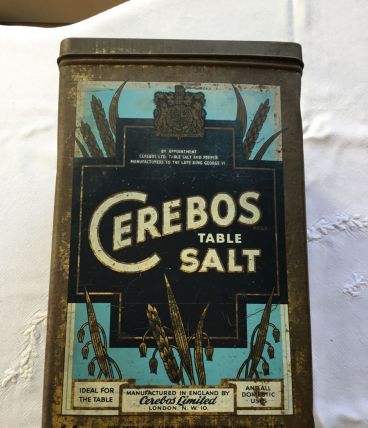 BY APPOINTMENT
CEREBOS LTD. TABLE SALT AND PEPPER
MANUFACTURERS TO THE LATE KING GEORGE VI
CEREBOS
TABLE
SALT
IDEAL FOR
THE TABLE
MANUFACTURED IN ENGLAND BY
Cerebos Limited
LONDON. N.W.10.
AND ALL
DOMESTIC
USES